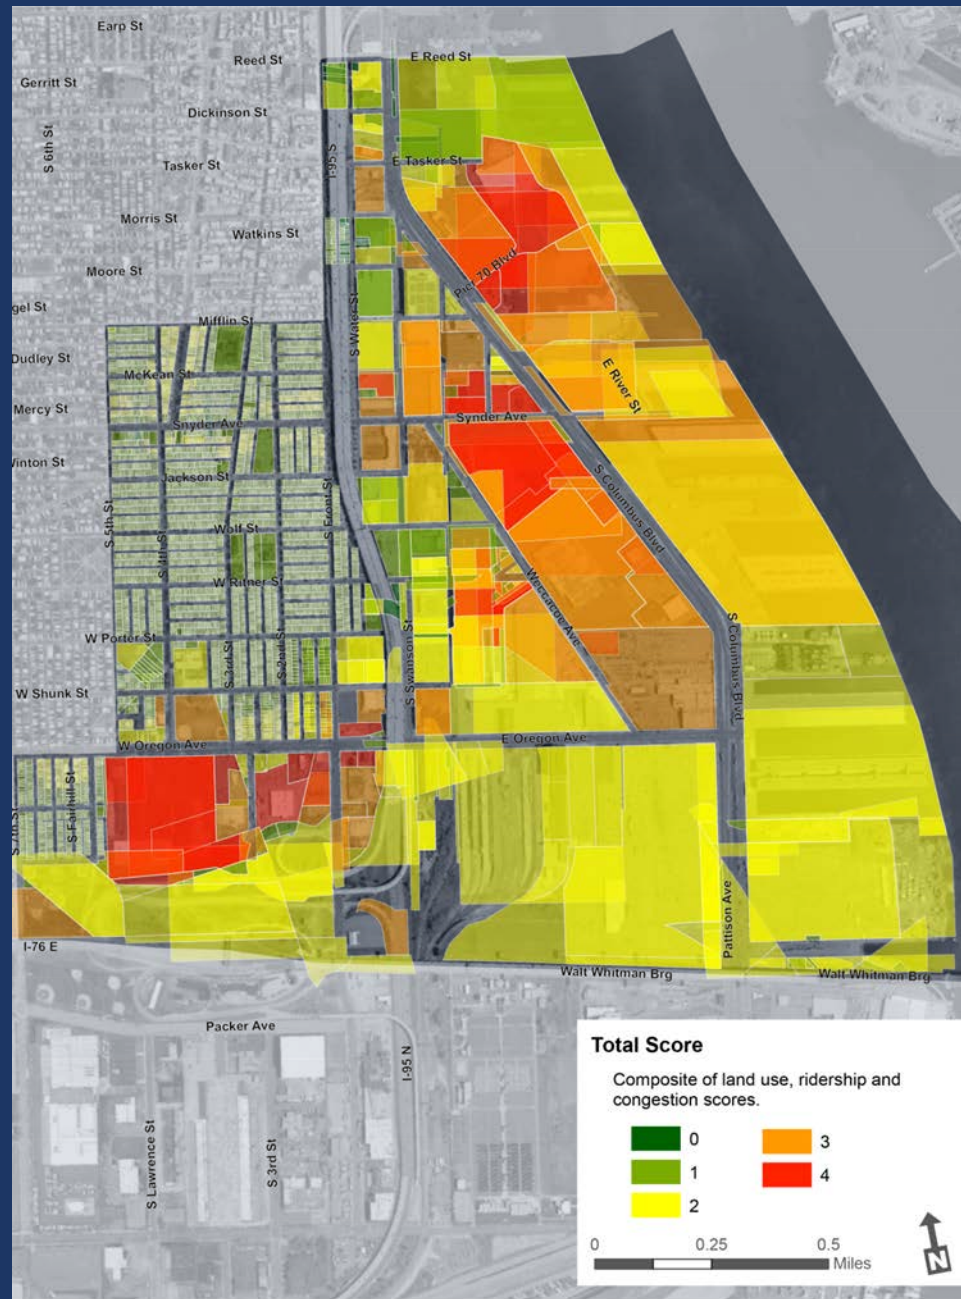 Earp St
E Reed St
Reed St
Gerritt St
Dickinson St
S 6th St
I-95 S
E Tasker St
Tasker St
Morris St
Watkins St
Moore St
Pier 70 Blvd
gel St
Mifflin St
S Water St
Dudley St
McKean St
E River St
Mercy St
Snyder Ave
Synder Ave
Winton St
Jackson St
S Columbus Blvd
S 5th St
S 4th St
S Front St
Wolf St
W Ritner St
Weccacoe Ave
W Porter St
S 3rd St
S 2nd St
S Swanson St
S Columbus Blvd
W Shunk St
W Oregon Ave
E Oregon Ave
S 7th St
S Fairhill St
Pattison Ave
I-76 E
Walt Whitman Brg
Walt Whitman Brg
Packer Ave
I-95 N
S Lawrence St
S 3rd St
Total Score
Composite of land use, ridership and
congestion scores.
0
3
1
4
2
0
0.25
0.5
Miles
N